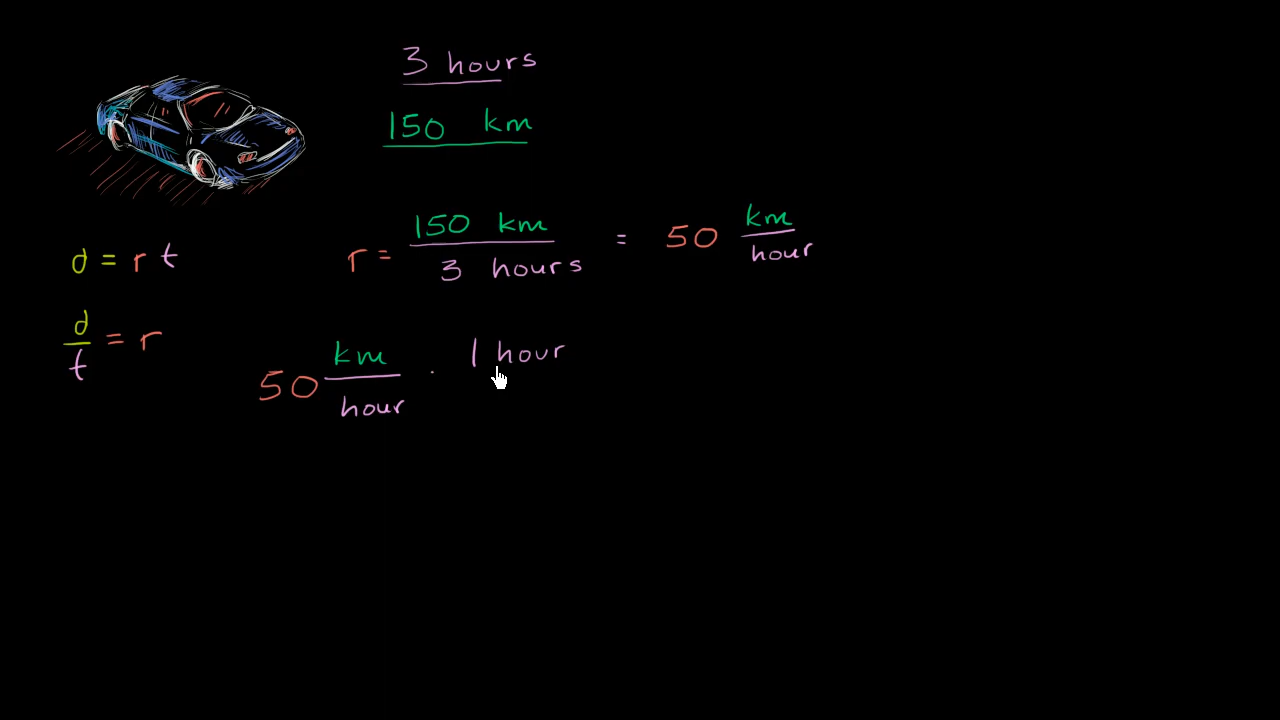 3 hours
150 km
d = r t
r = 150 km / 3 hours = 50 km / hour
d / t = r
50 km / hour · 1 hour